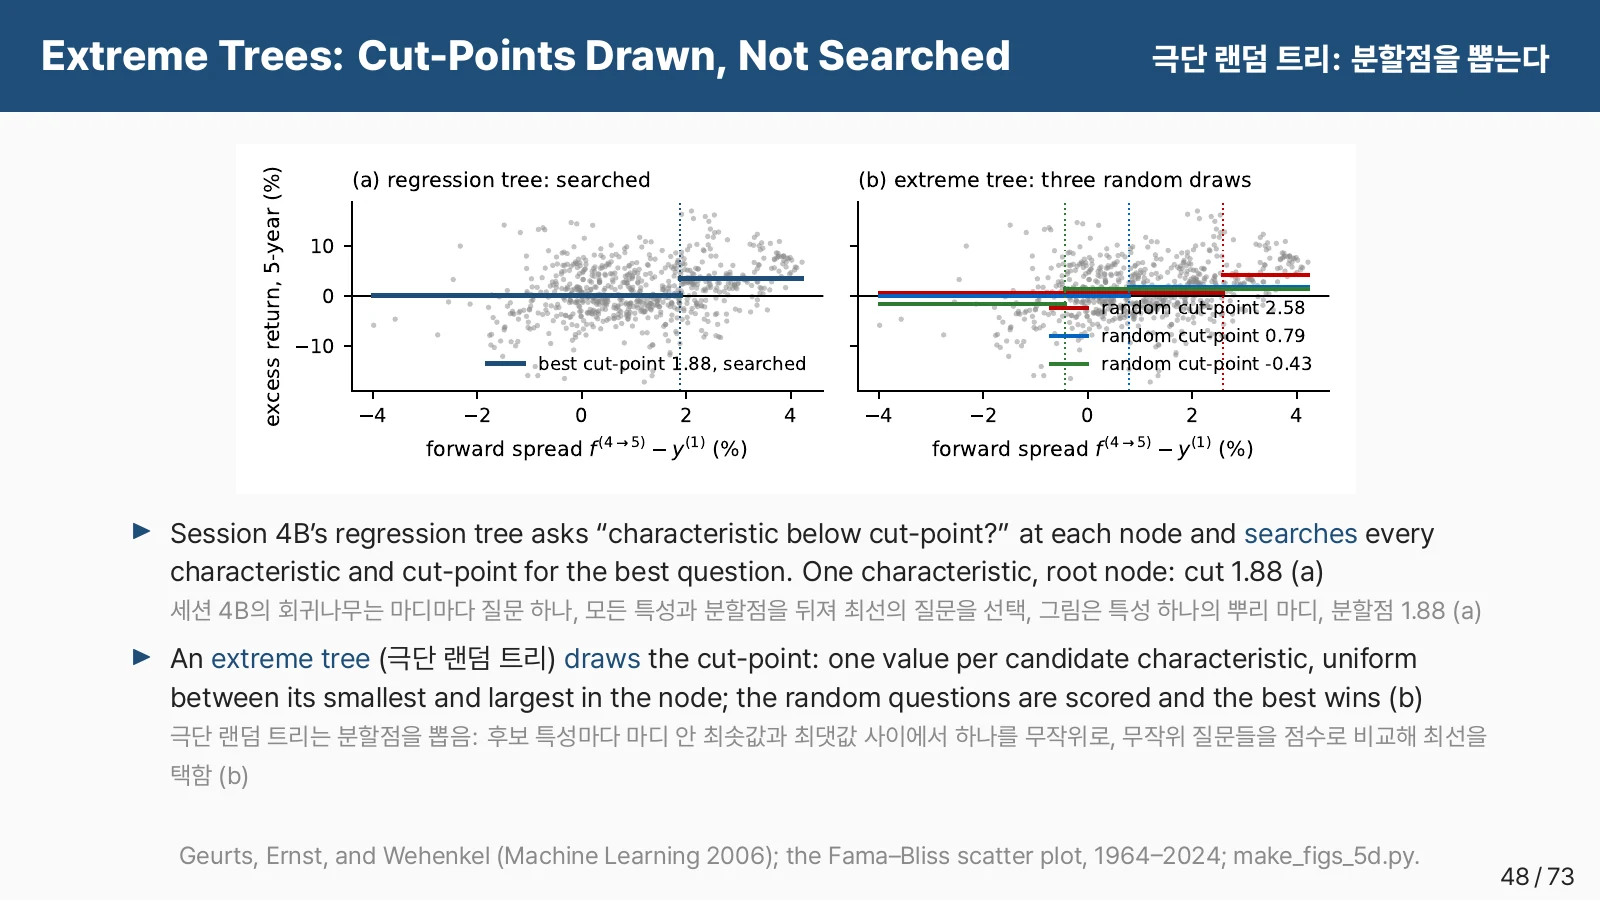 Extreme Trees: Cut-Points Drawn, Not Searched
극단 랜덤 트리: 분할점을 뽑는다
(a) regression tree: searched
excess return, 5-year (%)
10
0
−10
best cut-point 1.88, searched
−4 −2 0 2 4
forward spread f^(4→5) − y^(1) (%)
(b) extreme tree: three random draws
random cut-point 2.58
random cut-point 0.79
random cut-point -0.43
−4 −2 0 2 4
forward spread f^(4→5) − y^(1) (%)
▶ Session 4B’s regression tree asks “characteristic below cut-point?” at each node and searches every
characteristic and cut-point for the best question. One characteristic, root node: cut 1.88 (a)
세션 4B의 회귀나무는 마디마다 질문 하나, 모든 특성과 분할점을 뒤져 최선의 질문을 선택, 그림은 특성 하나의 뿌리 마디, 분할점 1.88 (a)
▶ An extreme tree (극단 랜덤 트리) draws the cut-point: one value per candidate characteristic, uniform
between its smallest and largest in the node; the random questions are scored and the best wins (b)
극단 랜덤 트리는 분할점을 뽑음: 후보 특성마다 마디 안 최솟값과 최댓값 사이에서 하나를 무작위로, 무작위 질문들을 점수로 비교해 최선을
택함 (b)
Geurts, Ernst, and Wehenkel (Machine Learning 2006); the Fama–Bliss scatter plot, 1964–2024; make_figs_5d.py.
48 / 73